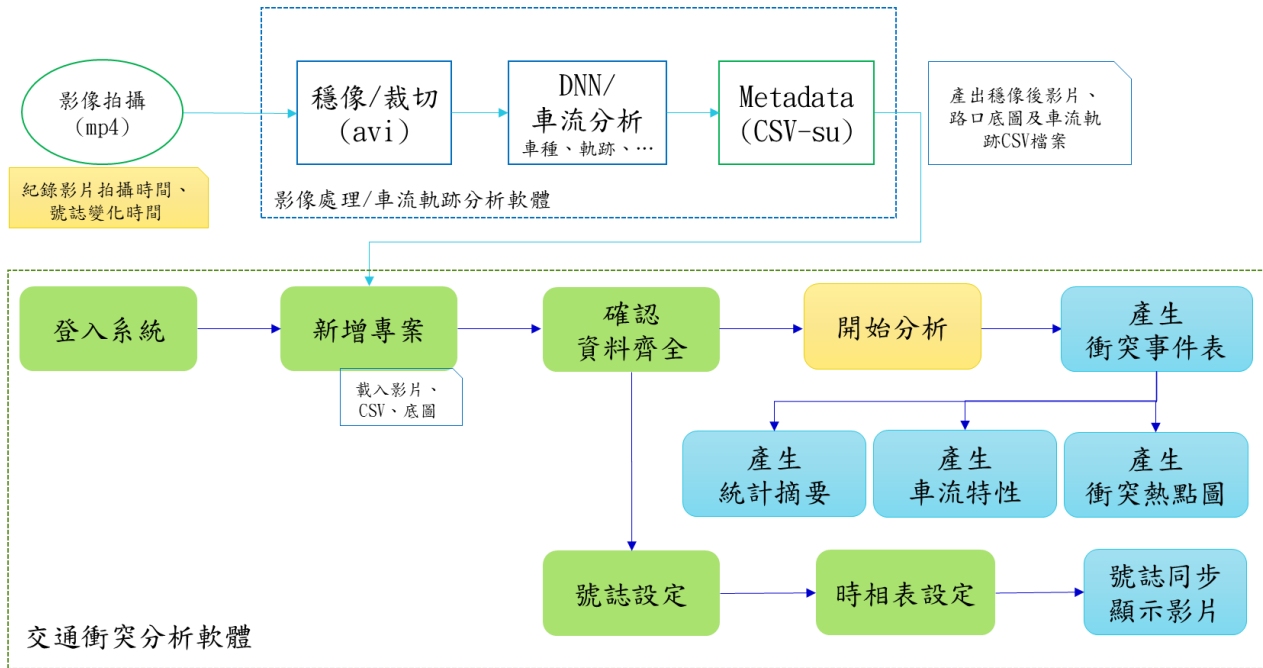 影像拍攝
(mp4)
紀錄影片拍攝時間、
號誌變化時間
穩像/裁切
(avi)
DNN/
車流分析
車種、軌跡、…
Metadata
(CSV-su)
影像處理/車流軌跡分析軟體
產出穩像後影片、
路口底圖及車流軌
跡CSV檔案
登入系統
新增專案
載入影片、
CSV、底圖
確認
資料齊全
開始分析
產生
衝突事件表
產生
統計摘要
產生
車流特性
產生
衝突熱點圖
號誌設定
時相表設定
號誌同步
顯示影片
交通衝突分析軟體